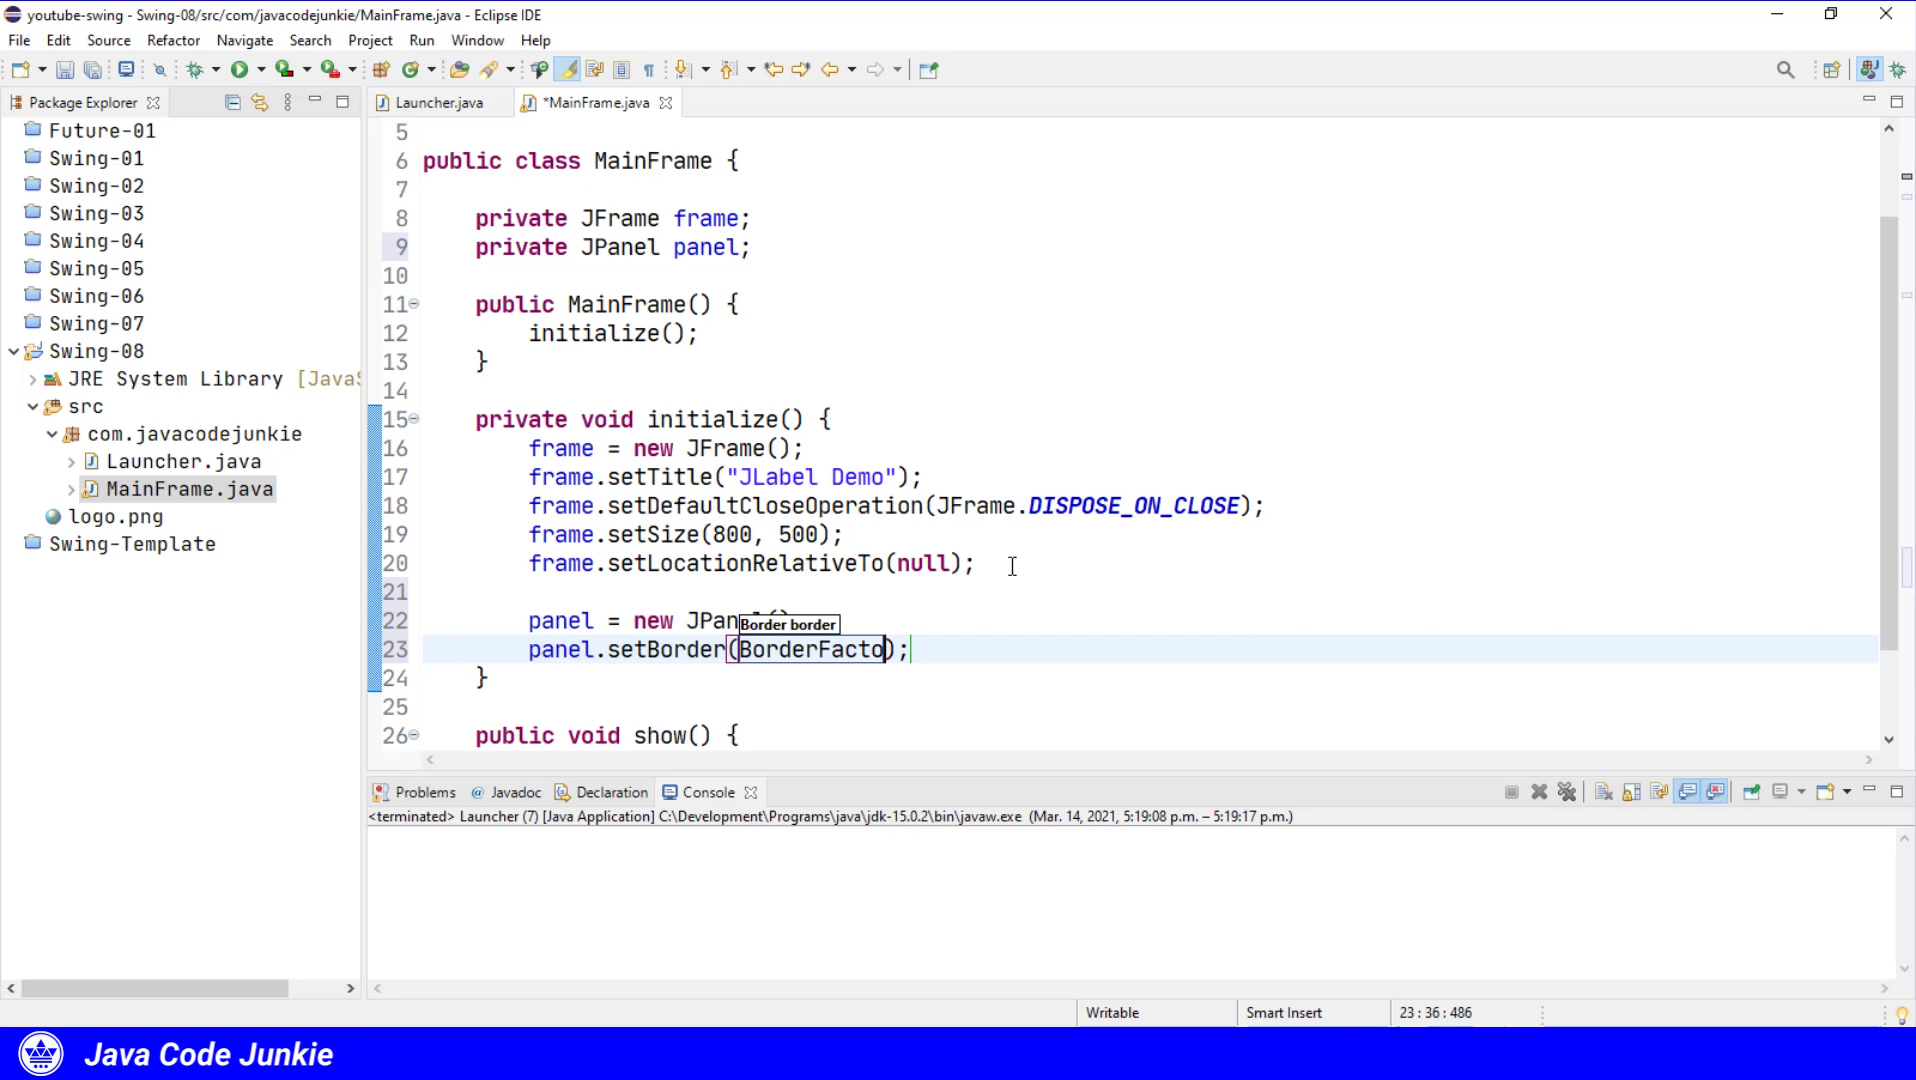 youtube-swing - Swing-08/src/com/javacodejunkie/MainFrame.java - Eclipse IDE
File Edit Source Refactor Navigate Search Project Run Window Help
Package Explorer
Future-01
Swing-01
Swing-02
Swing-03
Swing-04
Swing-05
Swing-06
Swing-07
Swing-08
JRE System Library [JavaS
src
com.javacodejunkie
Launcher.java
MainFrame.java
logo.png
Swing-Template
Launcher.java *MainFrame.java
5
6 public class MainFrame {
7
8 private JFrame frame;
9 private JPanel panel;
10
11 public MainFrame() {
12 initialize();
13 }
14
15 private void initialize() {
16 frame = new JFrame();
17 frame.setTitle("JLabel Demo");
18 frame.setDefaultCloseOperation(JFrame.DISPOSE_ON_CLOSE);
19 frame.setSize(800, 500);
20 frame.setLocationRelativeTo(null);
21
22 panel = new JPan
Border border
23 panel.setBorder(BorderFacto);
24 }
25
26 public void show() {
Problems @ Javadoc Declaration Console
<terminated> Launcher (7) [Java Application] C:\Development\Programs\java\jdk-15.0.2\bin\javaw.exe (Mar. 14, 2021, 5:19:08 p.m. – 5:19:17 p.m.)
Writable Smart Insert 23 : 36 : 486
Java Code Junkie